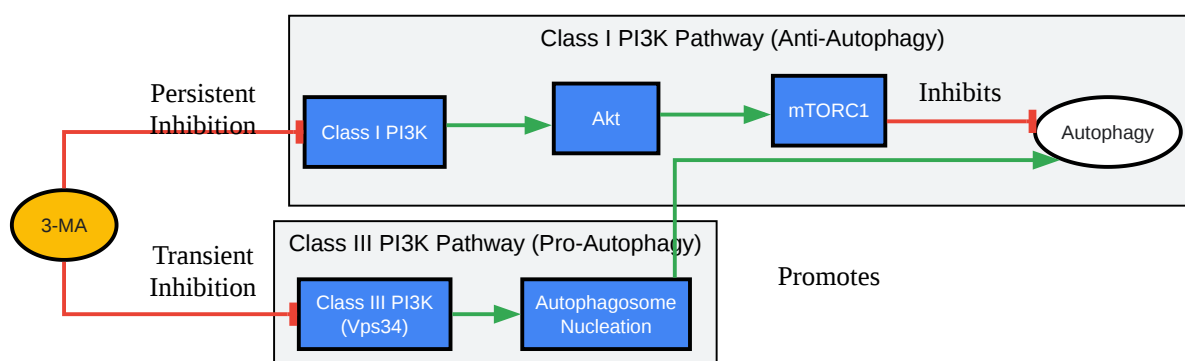 Class I PI3K Pathway (Anti-Autophagy)
Persistent
Inhibition
Class I PI3K
Akt
mTORC1
Inhibits
Autophagy
3-MA
Transient
Inhibition
Class III PI3K Pathway (Pro-Autophagy)
Class III PI3K
(Vps34)
Autophagosome
Nucleation
Promotes